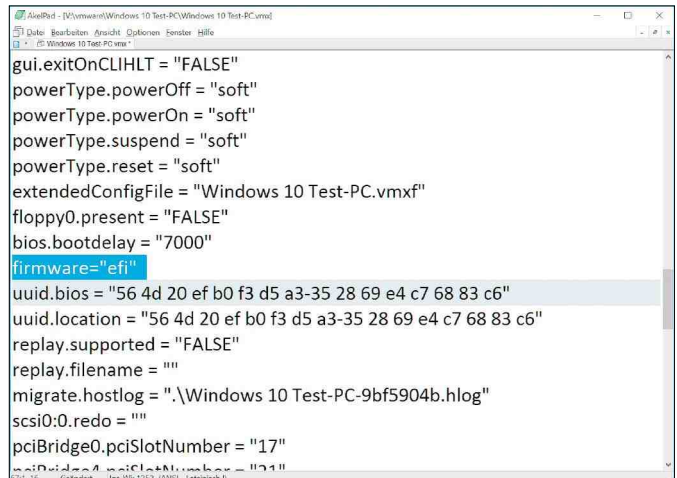 AkelPad - [V:\vmware\Windows 10 Test-PC\Windows 10 Test-PC.vmx]
Datei Bearbeiten Ansicht Optionen Fenster Hilfe
Windows 10 Test-PC.vmx *
gui.exitOnCLIHLT = "FALSE"
powerType.powerOff = "soft"
powerType.powerOn = "soft"
powerType.suspend = "soft"
powerType.reset = "soft"
extendedConfigFile = "Windows 10 Test-PC.vmxf"
floppy0.present = "FALSE"
bios.bootdelay = "7000"
firmware="efi"
uuid.bios = "56 4d 20 ef b0 f3 d5 a3-35 28 69 e4 c7 68 83 c6"
uuid.location = "56 4d 20 ef b0 f3 d5 a3-35 28 69 e4 c7 68 83 c6"
replay.supported = "FALSE"
replay.filename = ""
migrate.hostlog = ".\Windows 10 Test-PC-9bf5904b.hlog"
scsi0:0.redo = ""
pciBridge0.pciSlotNumber = "17"
pciBridge4.pciSlotNumber = "21"